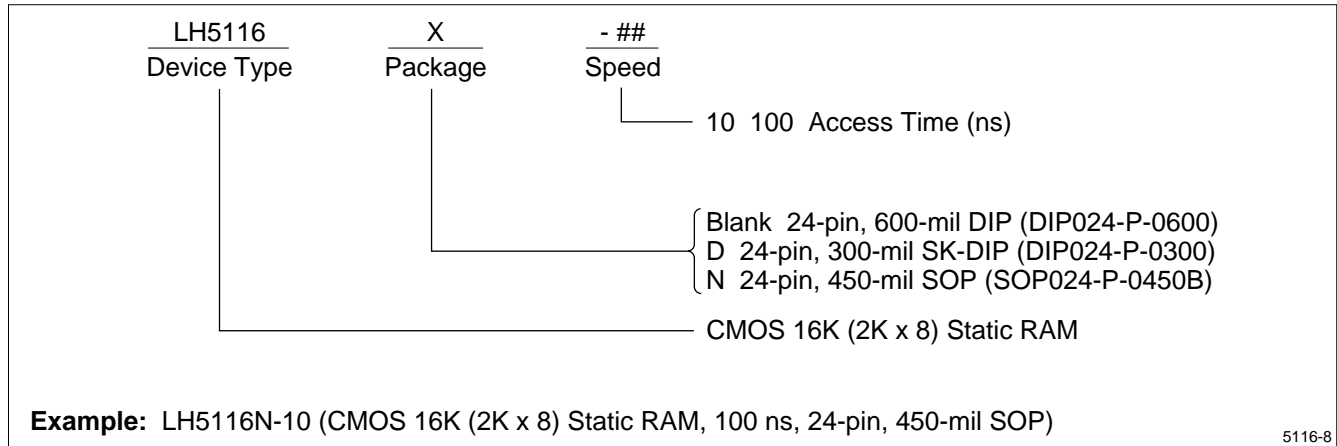 LH5116 X - ##
Device Type Package Speed
10 100 Access Time (ns)
Blank 24-pin, 600-mil DIP (DIP024-P-0600)
D 24-pin, 300-mil SK-DIP (DIP024-P-0300)
N 24-pin, 450-mil SOP (SOP024-P-0450B)
CMOS 16K (2K x 8) Static RAM
Example: LH5116N-10 (CMOS 16K (2K x 8) Static RAM, 100 ns, 24-pin, 450-mil SOP)
5116-8